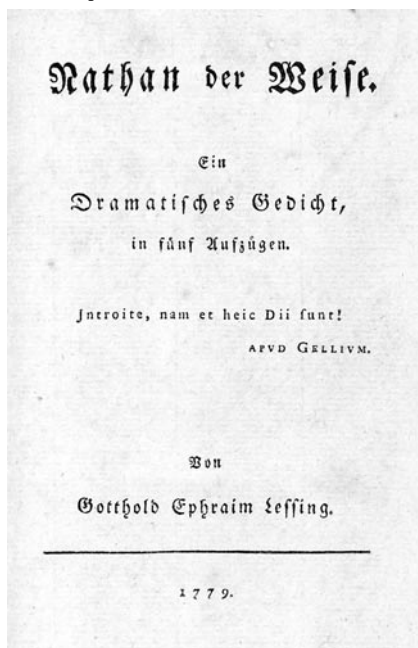 Nathan der Weiſe.
Ein
Dramatiſches Gedicht,
in fünf Aufzügen.
Jntroite, nam et heic Dii ſunt!
APVD GELLIVM.
Von
Gotthold Ephraim Leſſing.
1779.